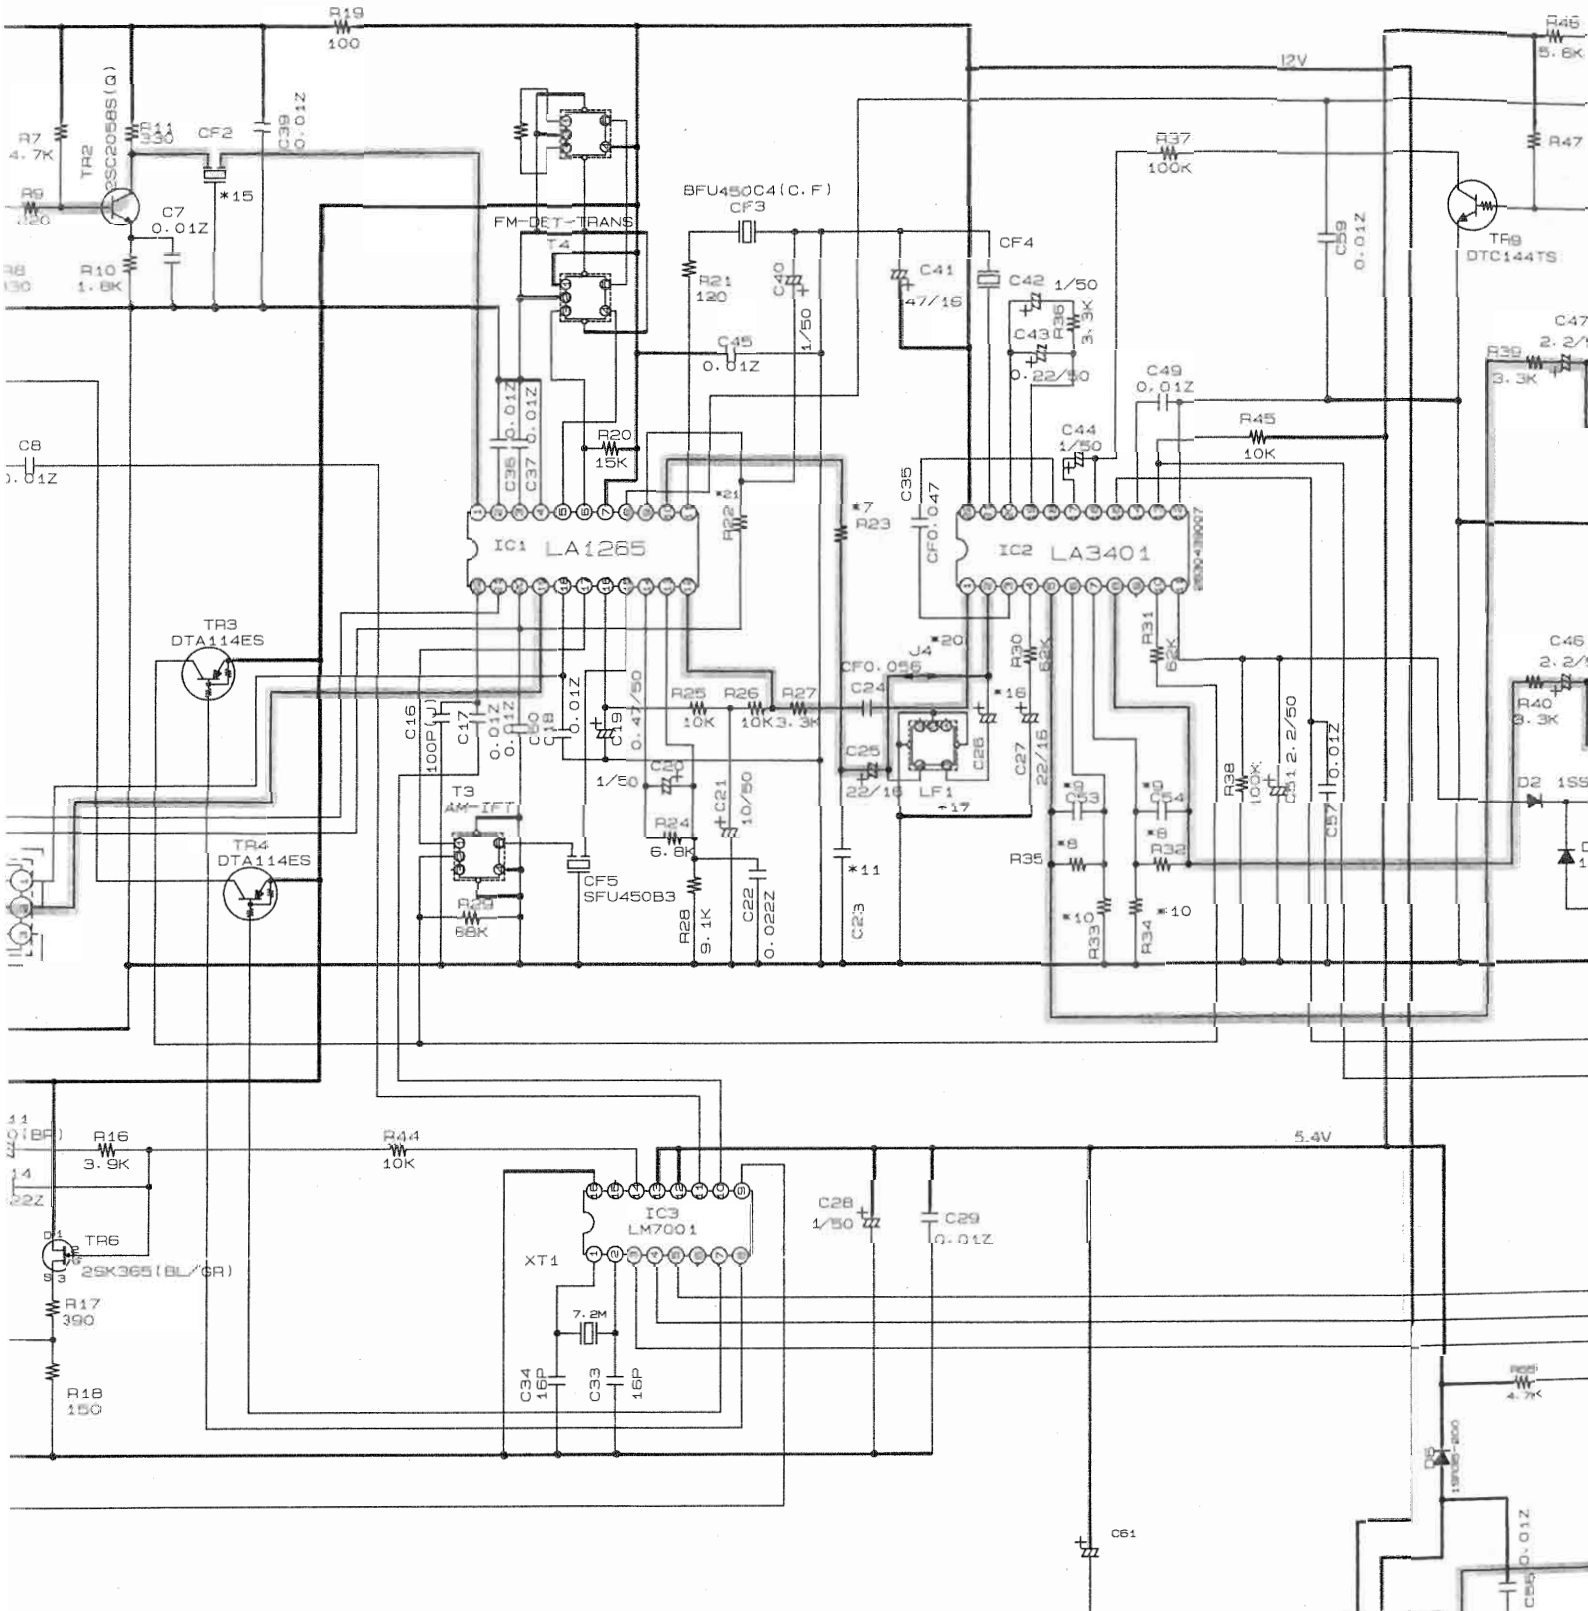 R19
100
R46
5.6K
12V
2SC2058S(Q)
TR2
R7
4.7K
R11
330
CF2
C39
0.01Z
*15
R9
C7
0.01Z
R10
1.8K
FM-DET-TRANS
T4
BFU450C4(C.F)
CF3
R21
120
C40
1/50
C41
47/16
CF4
C42
1/50
R36
3.3K
C43
0.22/50
R37
100K
R47
TR9
DTC144TS
C59
0.01Z
C45
0.01Z
C49
0.01Z
R39
3.3K
C47
R45
10K
C44
1/50
C8
0.01Z
C36
0.01Z
C37
0.01Z
R20
15K
*21
R22
*7
R23
C35
CF0.047
IC1
LA1265
IC2
LA3401
TR3
DTA114ES
*20
J4
CF0.056
C24
R30
62K
R31
62K
C46
R40
3.3K
C16
100P(J)
C17
0.01Z
0.01Z
C18
0.01Z
C19
1/50
0.47/50
C20
R25
10K
R26
10K
R27
3.3K
*16
C26
C27
22/16
C25
22/16
LF1
C21
10/50
R24
6.8K
R38
100K
C51
2.2/50
C57
0.01Z
D2
C53
C54
*8
R35
*8
R32
T3
AM-IFT
TR4
DTA114ES
CF5
SFU450B3
R29
R28
9.1K
C22
0.022Z
*11
C23
*10
R33
*10
R34
R16
3.9K
R44
10K
5.4V
TR6
2SK365(BL/GR)
IC3
LM7001
XT1
C28
1/50
C29
0.01Z
R17
390
7.2M
C34
16P
C33
16P
R18
150
4.7K
C61
0.01Z